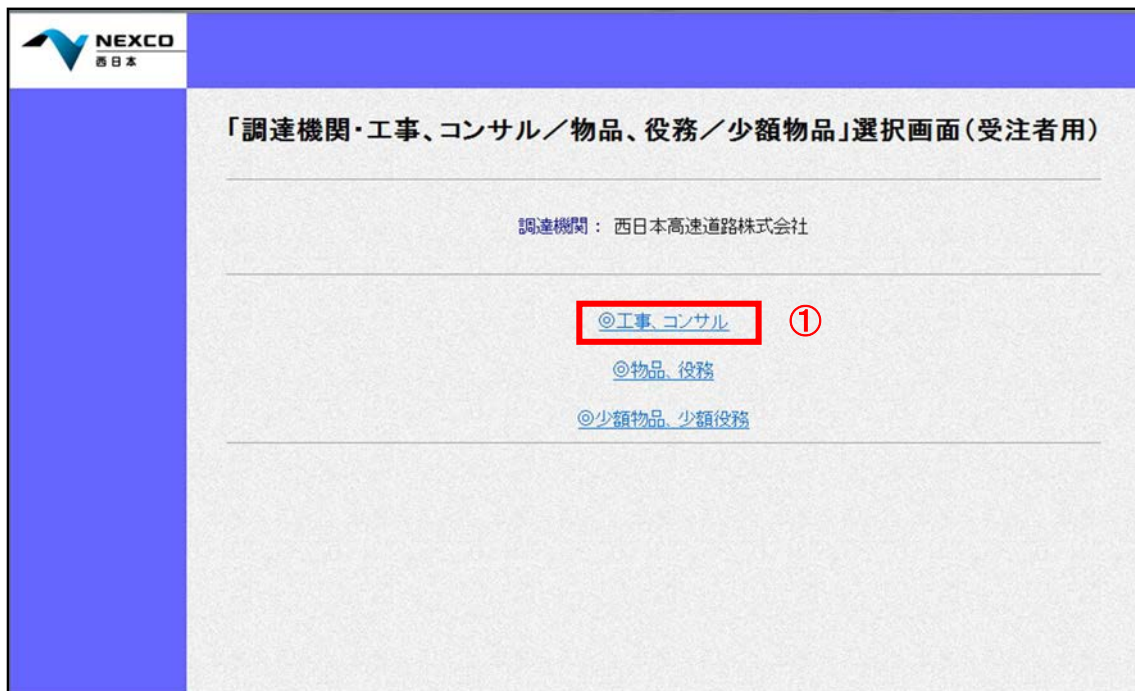 NEXCO
西日本
「調達機関・工事、コンサル／物品、役務／少額物品」選択画面(受注者用)
調達機関： 西日本高速道路株式会社
◎工事、コンサル ①
◎物品、役務
◎少額物品、少額役務